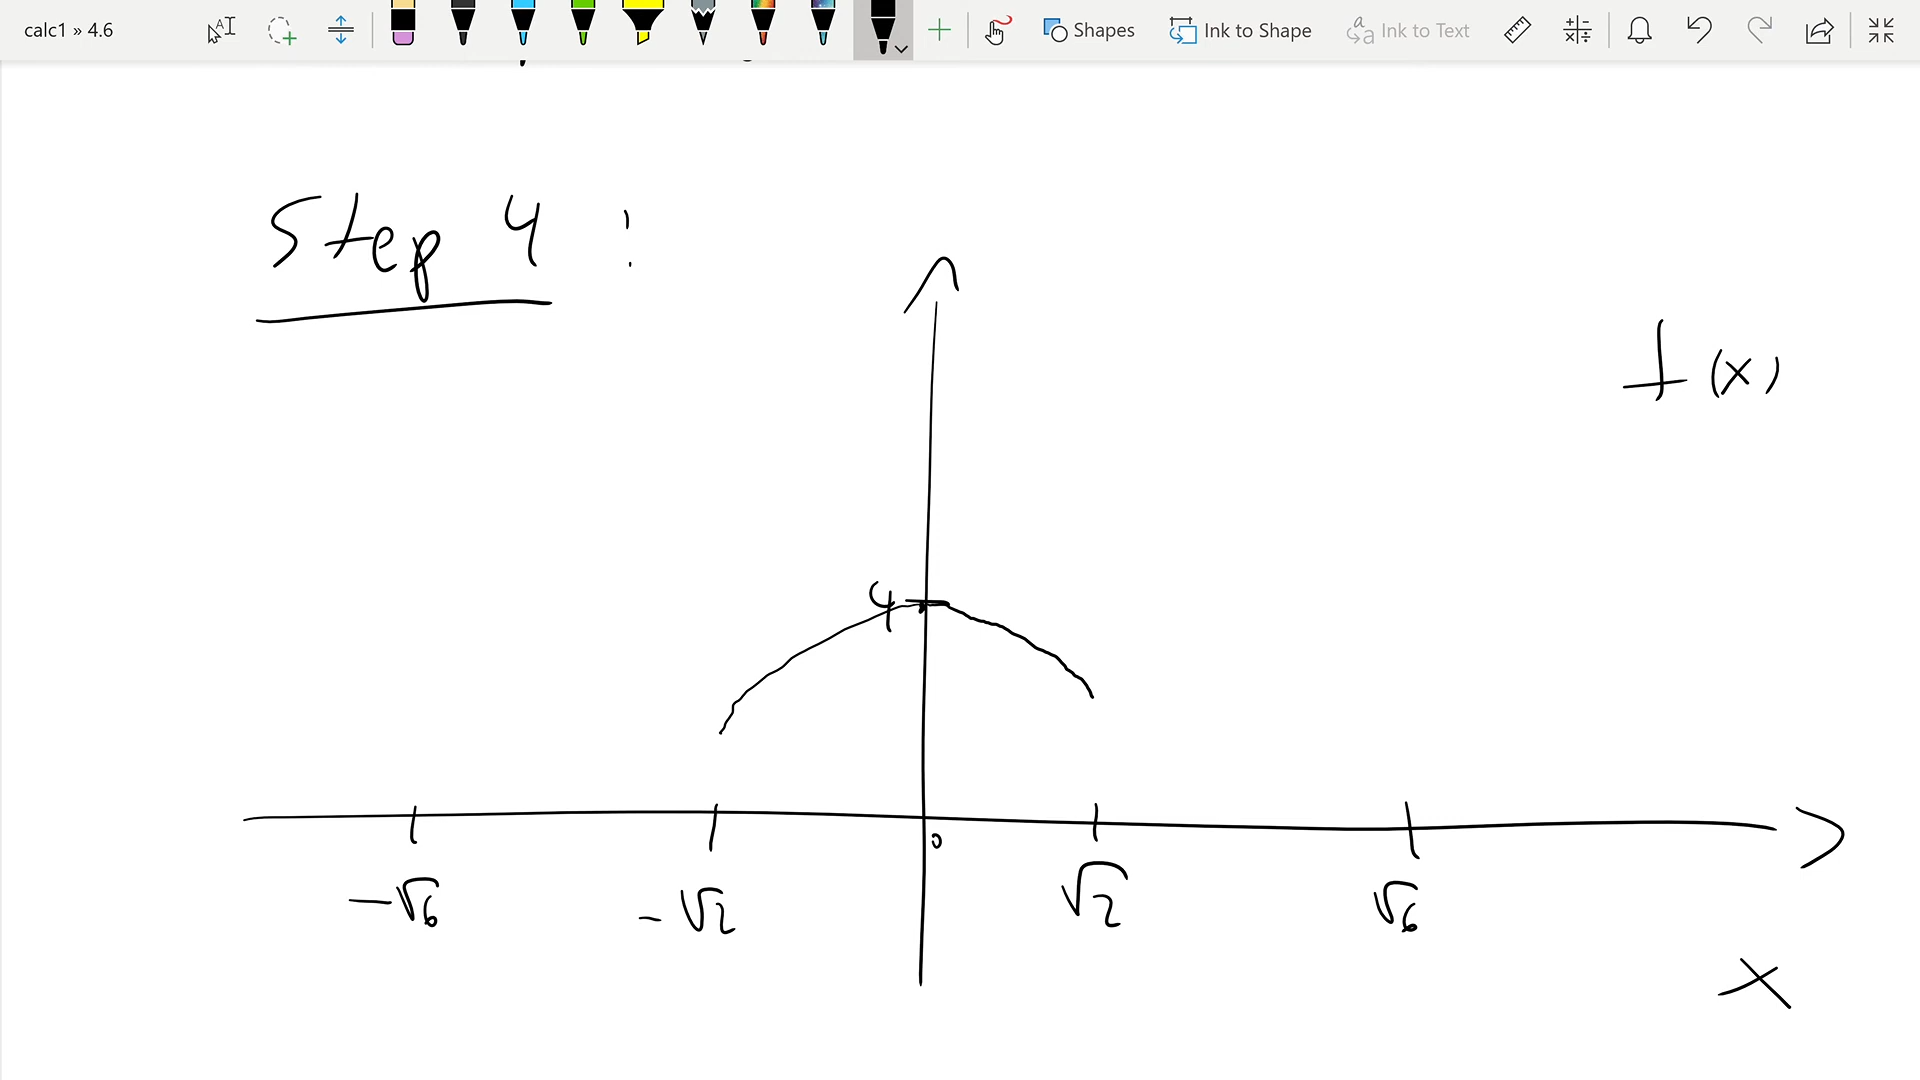 calc1 » 4.6
Shapes
Ink to Shape
Ink to Text
Step 4 :
f(x)
4
0
-√6
-√2
√2
√6
x